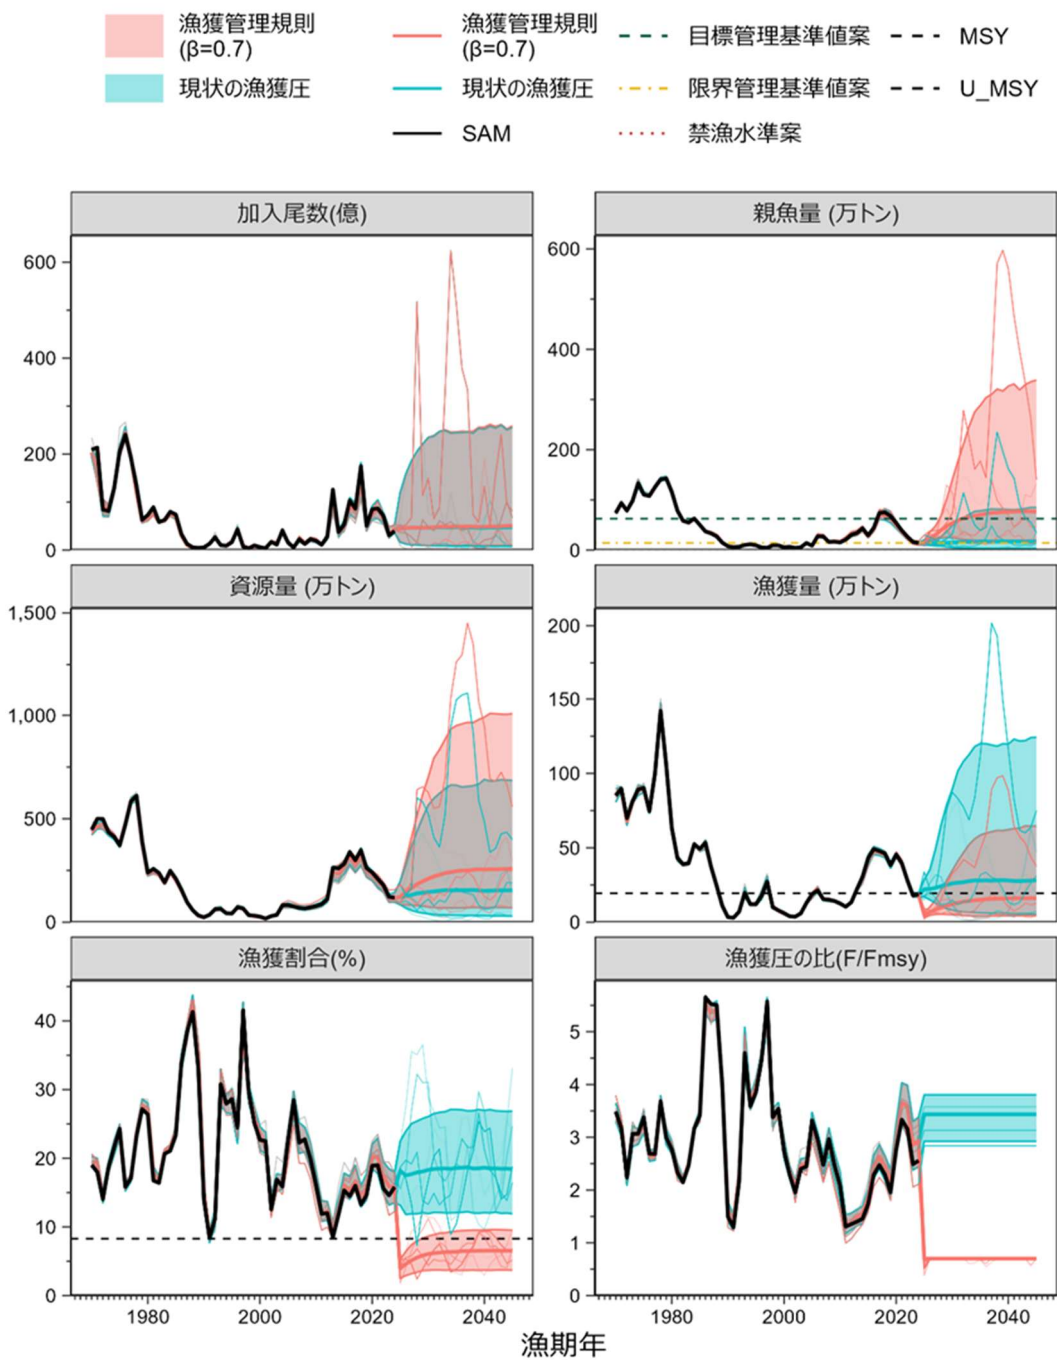 漁獲管理規則
(β=0.7)
漁獲管理規則
(β=0.7)
目標管理基準値案
MSY
現状の漁獲圧
現状の漁獲圧
限界管理基準値案
U_MSY
SAM
禁漁水準案
加入尾数(億)
600
400
200
0
親魚量 (万トン)
600
400
200
0
資源量 (万トン)
1,500
1,000
500
0
漁獲量 (万トン)
200
150
100
50
0
漁獲割合(%)
40
30
20
10
0
1980
2000
2020
2040
漁獲圧の比(F/Fmsy)
5
4
3
2
1
0
1980
2000
2020
2040
漁期年